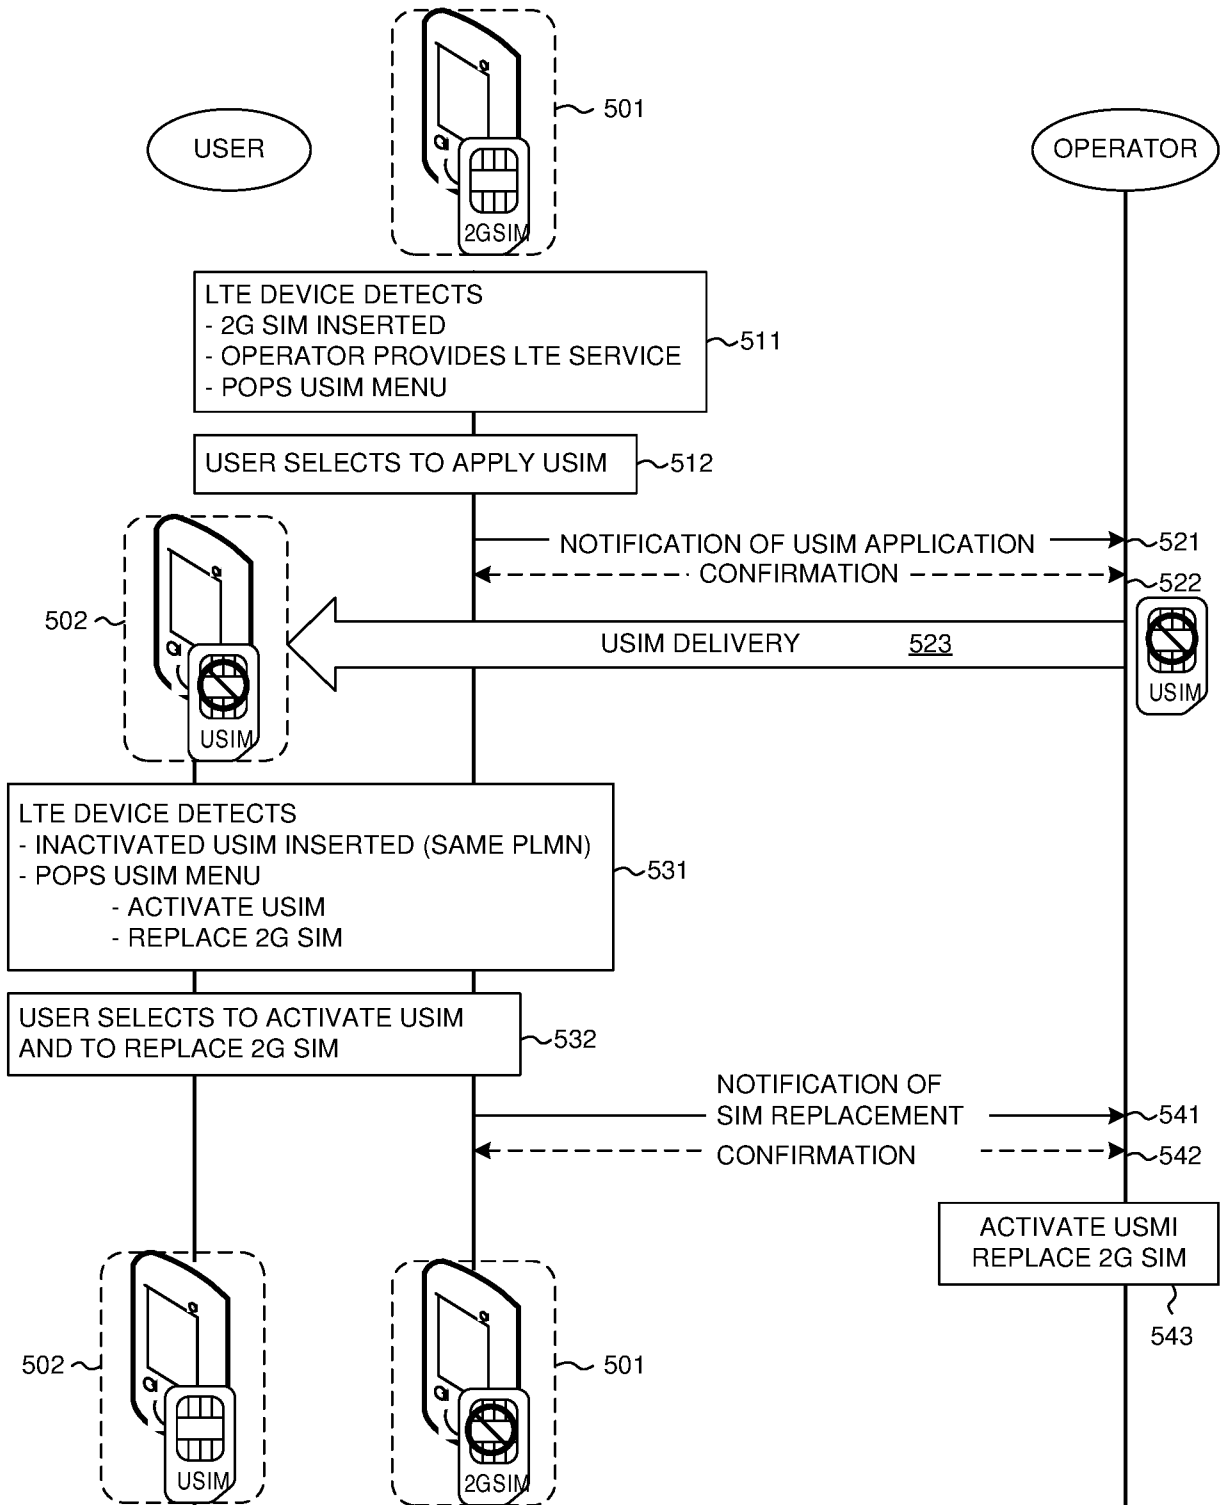 501
USER
OPERATOR
2GSIM
LTE DEVICE DETECTS
- 2G SIM INSERTED
- OPERATOR PROVIDES LTE SERVICE
- POPS USIM MENU
511
USER SELECTS TO APPLY USIM
512
NOTIFICATION OF USIM APPLICATION
521
CONFIRMATION
522
502
USIM DELIVERY 523
USIM
USIM
LTE DEVICE DETECTS
- INACTIVATED USIM INSERTED (SAME PLMN)
- POPS USIM MENU
- ACTIVATE USIM
- REPLACE 2G SIM
531
USER SELECTS TO ACTIVATE USIM
AND TO REPLACE 2G SIM
532
NOTIFICATION OF
SIM REPLACEMENT
541
CONFIRMATION
542
ACTIVATE USMI
REPLACE 2G SIM
543
502
501
USIM
2GSIM